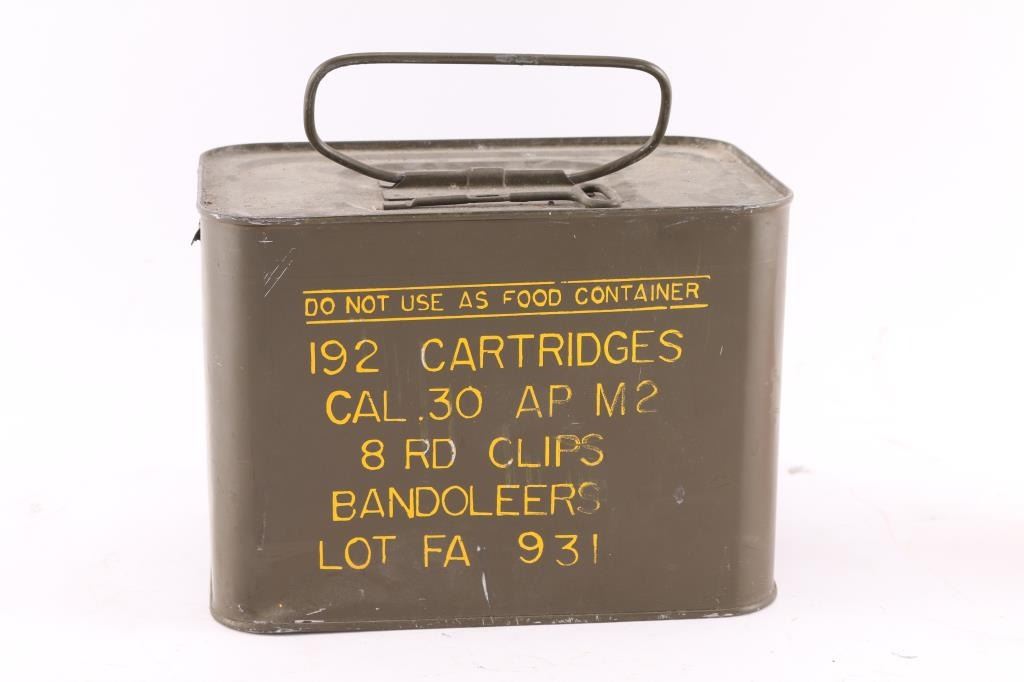 DO NOT USE AS FOOD CONTAINER
192 CARTRIDGES
CAL .30 AP M2
8 RD CLIPS
BANDOLEERS
LOT FA 931